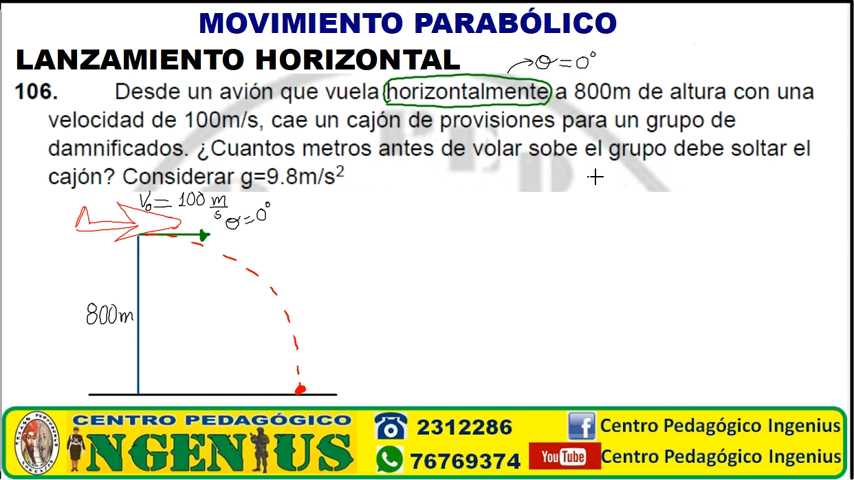 MOVIMIENTO PARABÓLICO
LANZAMIENTO HORIZONTAL
θ = 0°
106. Desde un avión que vuela horizontalmente a 800m de altura con una
velocidad de 100m/s, cae un cajón de provisiones para un grupo de
damnificados. ¿Cuantos metros antes de volar sobe el grupo debe soltar el
cajón? Considerar g=9.8m/s²
V₀ = 100 m/s
θ = 0°
800m
CENTRO PEDAGÓGICO
INGENIUS
2312286
76769374
Centro Pedagógico Ingenius
YouTube Centro Pedagógico Ingenius